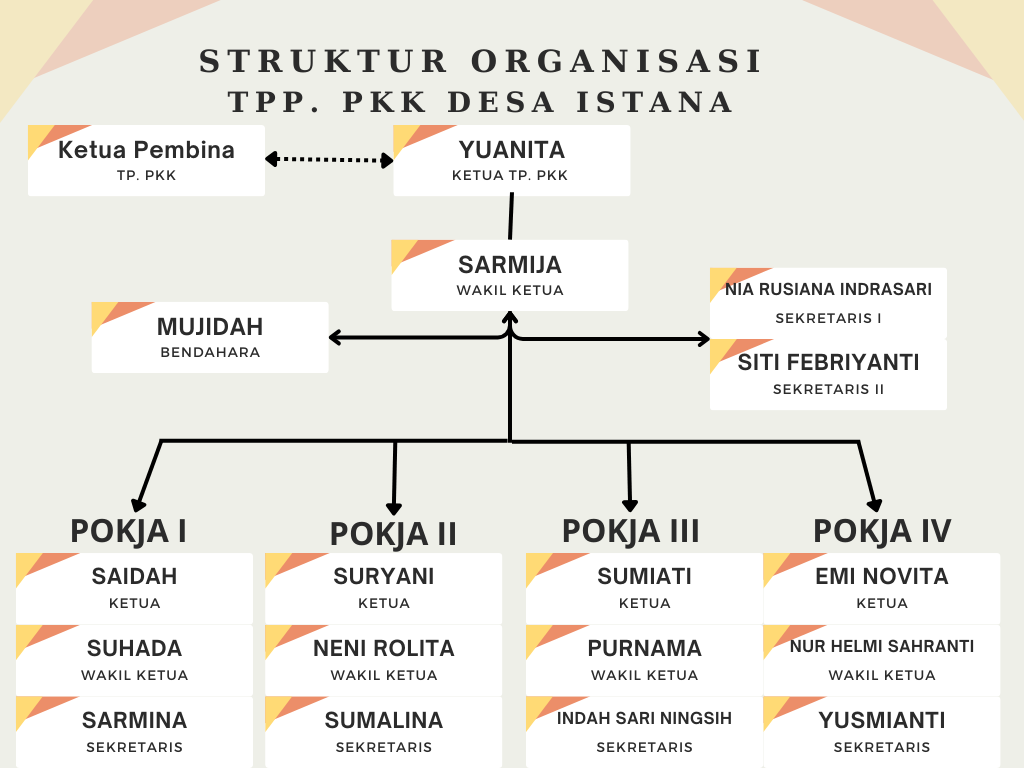 STRUKTUR ORGANISASI
TPP. PKK DESA ISTANA
Ketua Pembina
TP. PKK
YUANITA
KETUA TP. PKK
SARMIJA
WAKIL KETUA
MUJIDAH
BENDAHARA
NIA RUSIANA INDRASARI
SEKRETARIS I
SITI FEBRIYANTI
SEKRETARIS II
POKJA I
SAIDAH
KETUA
SUHADA
WAKIL KETUA
SARMINA
SEKRETARIS
POKJA II
SURYANI
KETUA
NENI ROLITA
WAKIL KETUA
SUMALINA
SEKRETARIS
POKJA III
SUMIATI
KETUA
PURNAMA
WAKIL KETUA
INDAH SARI NINGSIH
SEKRETARIS
POKJA IV
EMI NOVITA
KETUA
NUR HELMI SAHRANTI
WAKIL KETUA
YUSMIANTI
SEKRETARIS